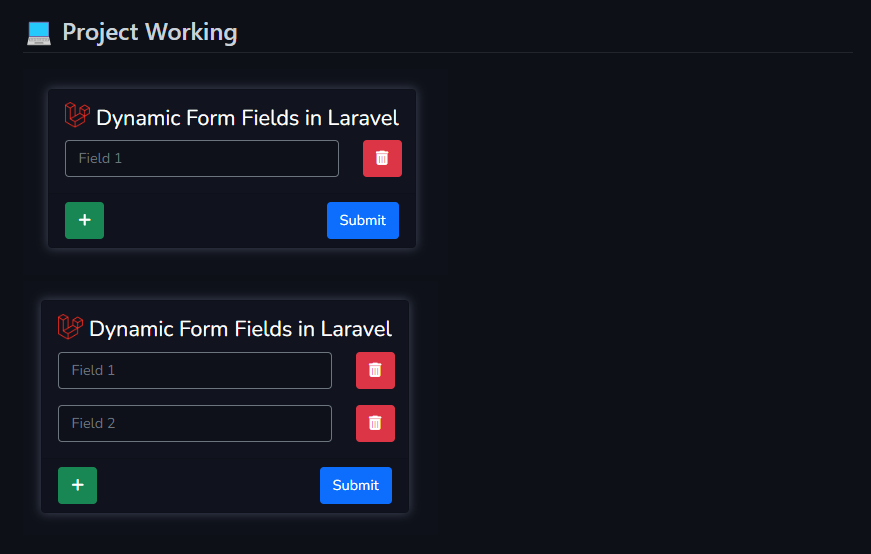 Project Working
Dynamic Form Fields in Laravel
Field 1
+
Submit
Dynamic Form Fields in Laravel
Field 1
Field 2
+
Submit